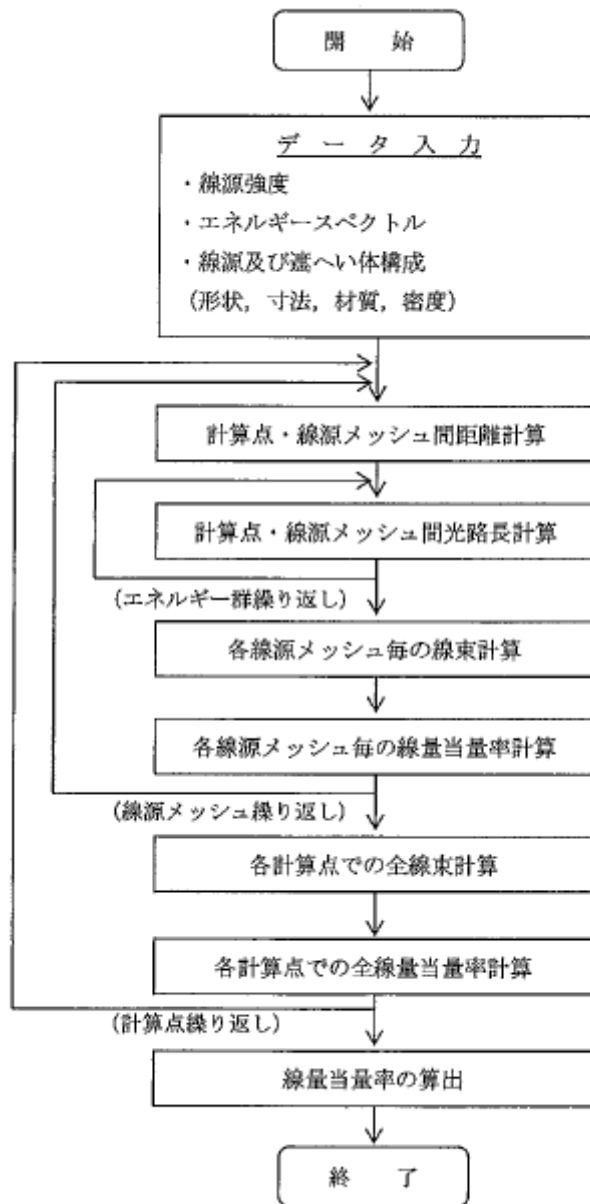 開 始
デ ー タ 入 力
・線源強度
・エネルギースペクトル
・線源及び遮へい体構成
(形状, 寸法, 材質, 密度)
計算点・線源メッシュ間距離計算
計算点・線源メッシュ間光路長計算
(エネルギー群繰り返し)
各線源メッシュ毎の線束計算
各線源メッシュ毎の線量当量率計算
(線源メッシュ繰り返し)
各計算点での全線束計算
各計算点での全線量当量率計算
(計算点繰り返し)
線量当量率の算出
終 了